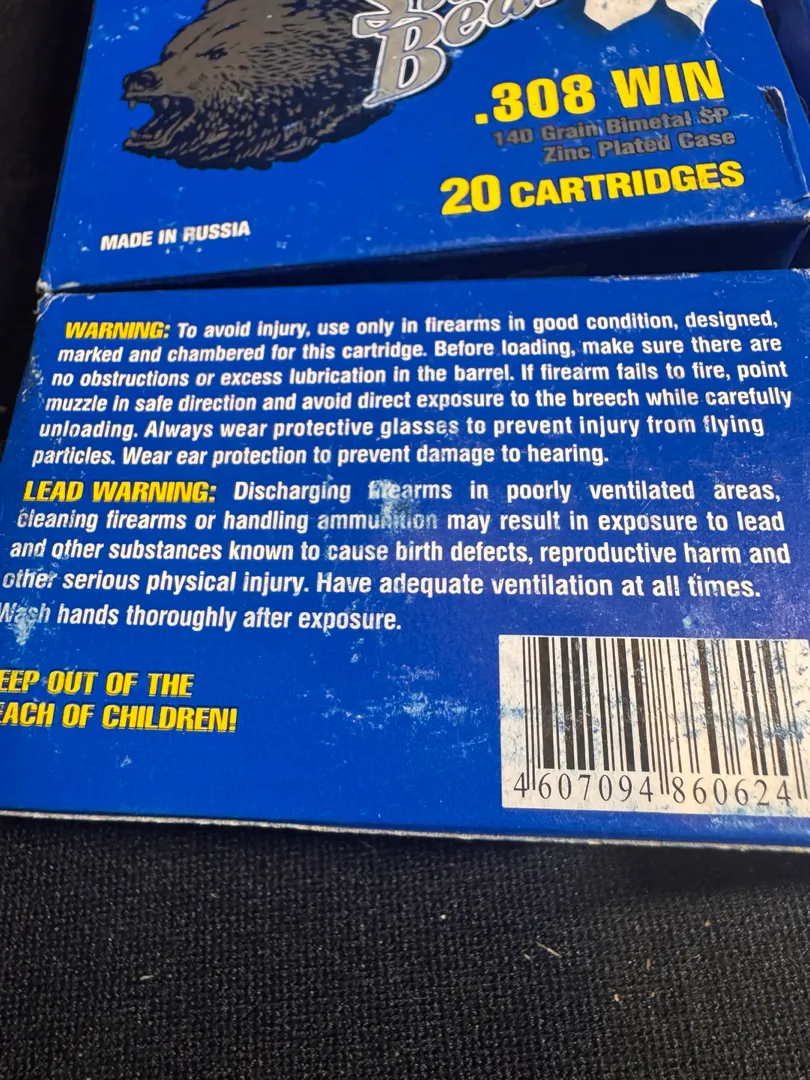 Bear
.308 WIN
140 Grain Bimetal SP
Zinc Plated Case
20 CARTRIDGES
MADE IN RUSSIA
WARNING: To avoid injury, use only in firearms in good condition, designed,
marked and chambered for this cartridge. Before loading, make sure there are
no obstructions or excess lubrication in the barrel. If firearm fails to fire, point
muzzle in safe direction and avoid direct exposure to the breech while carefully
unloading. Always wear protective glasses to prevent injury from flying
particles. Wear ear protection to prevent damage to hearing.
LEAD WARNING: Discharging firearms in poorly ventilated areas,
cleaning firearms or handling ammunition may result in exposure to lead
and other substances known to cause birth defects, reproductive harm and
other serious physical injury. Have adequate ventilation at all times.
Wash hands thoroughly after exposure.
EEP OUT OF THE
EACH OF CHILDREN!
4 607094 860624